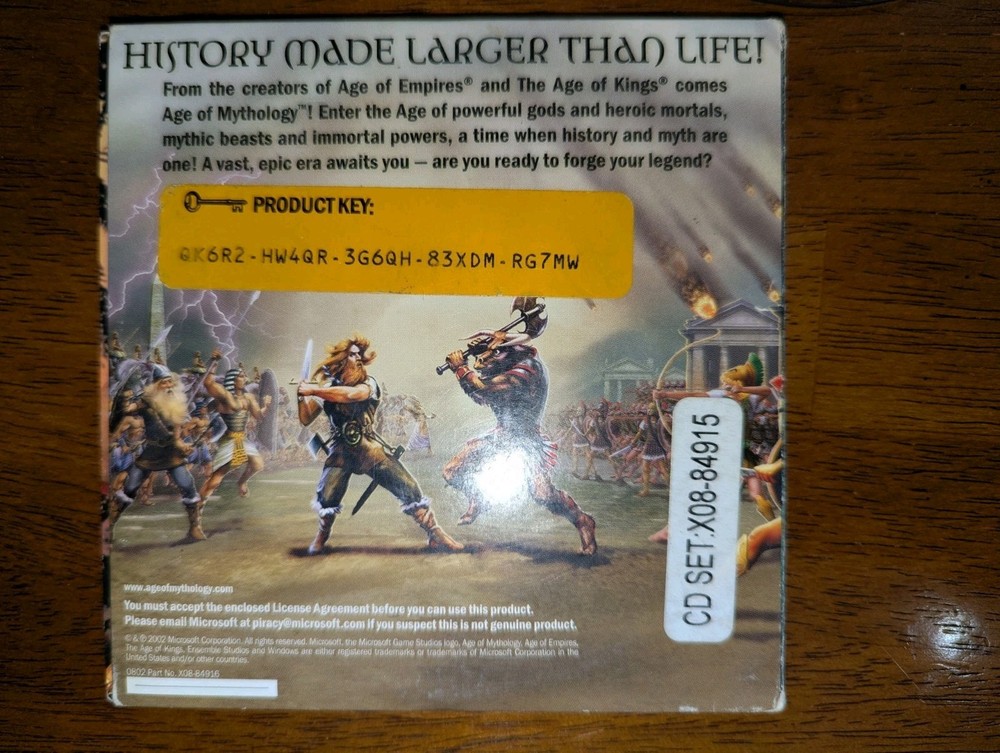 HISTORY MADE LARGER THAN LIFE!
From the creators of Age of Empires® and The Age of Kings® comes
Age of Mythology™! Enter the Age of powerful gods and heroic mortals,
mythic beasts and immortal powers, a time when history and myth are
one! A vast, epic era awaits you — are you ready to forge your legend?
PRODUCT KEY:
QK6R2-HW4QR-3G6QH-83XDM-RG7MW
CD SET:X08-84915
www.ageofmythology.com
You must accept the enclosed License Agreement before you can use this product.
Please email Microsoft at piracy@microsoft.com if you suspect this is not genuine product.
© & ℗ 2002 Microsoft Corporation. All rights reserved. Microsoft, the Microsoft Game Studios logo, Age of Mythology, Age of Empires,
The Age of Kings, Ensemble Studios and Windows are either registered trademarks or trademarks of Microsoft Corporation in the
United States and/or other countries.
0802 Part No. X08-84916